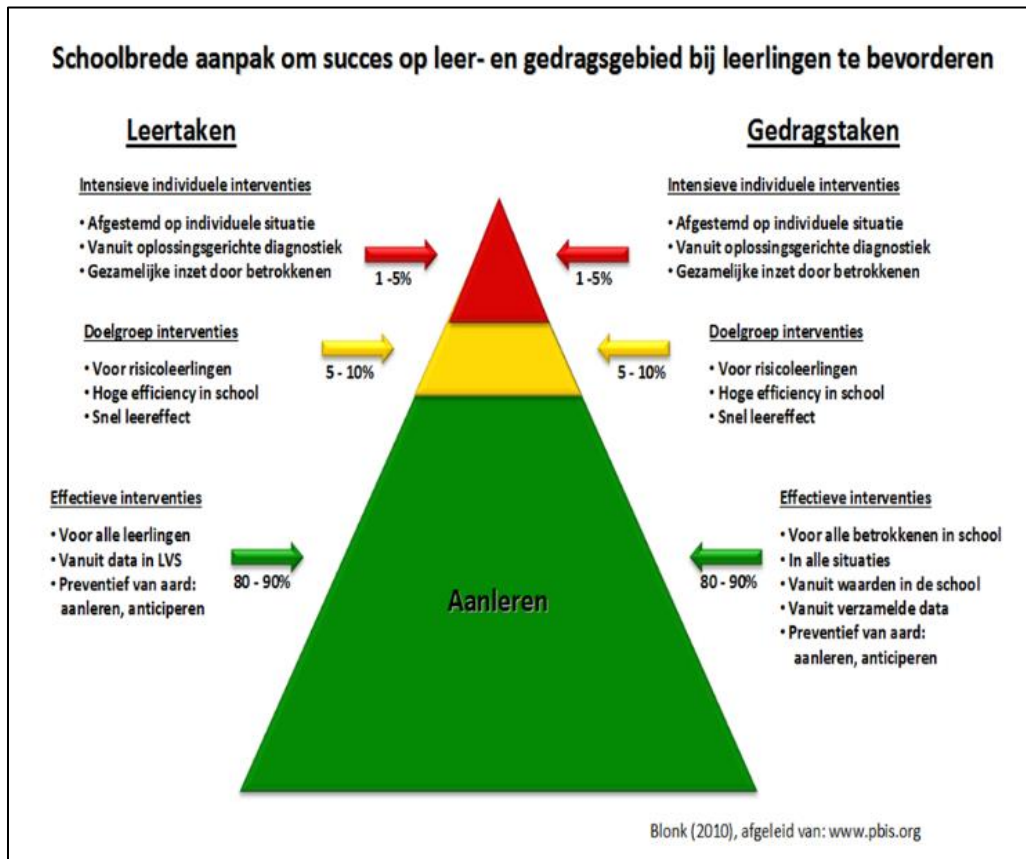 Schoolbrede aanpak om succes op leer- en gedragsgebied bij leerlingen te bevorderen
Leertaken
Intensieve individuele interventies
• Afgestemd op individuele situatie
• Vanuit oplossingsgerichte diagnostiek
• Gezamelijke inzet door betrokkenen
1 -5%
Doelgroep interventies
• Voor risicoleerlingen
• Hoge efficiency in school
• Snel leereffect
5 - 10%
Effectieve interventies
• Voor alle leerlingen
• Vanuit data in LVS
• Preventief van aard:
aanleren, anticiperen
80 - 90%
Aanleren
Gedragstaken
Intensieve individuele interventies
• Afgestemd op individuele situatie
• Vanuit oplossingsgerichte diagnostiek
• Gezamelijke inzet door betrokkenen
1 -5%
Doelgroep interventies
• Voor risicoleerlingen
• Hoge efficiency in school
• Snel leereffect
5 - 10%
Effectieve interventies
• Voor alle betrokkenen in school
• In alle situaties
• Vanuit waarden in de school
• Vanuit verzamelde data
• Preventief van aard:
aanleren, anticiperen
80 - 90%
Blonk (2010), afgeleid van: www.pbis.org